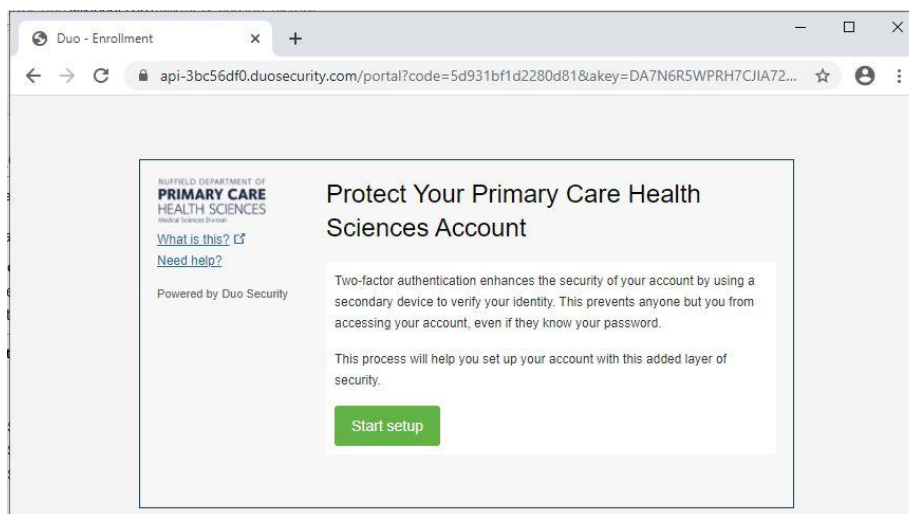 Duo - Enrollment
api-3bc56df0.duosecurity.com/portal?code=5d931bf1d2280d81&akey=DA7N6R5WPRH7CJIA72...
NUFFIELD DEPARTMENT OF
PRIMARY CARE
HEALTH SCIENCES
Medical Sciences Division
What is this?
Need help?
Powered by Duo Security
Protect Your Primary Care Health
Sciences Account
Two-factor authentication enhances the security of your account by using a
secondary device to verify your identity. This prevents anyone but you from
accessing your account, even if they know your password.
This process will help you set up your account with this added layer of
security.
Start setup